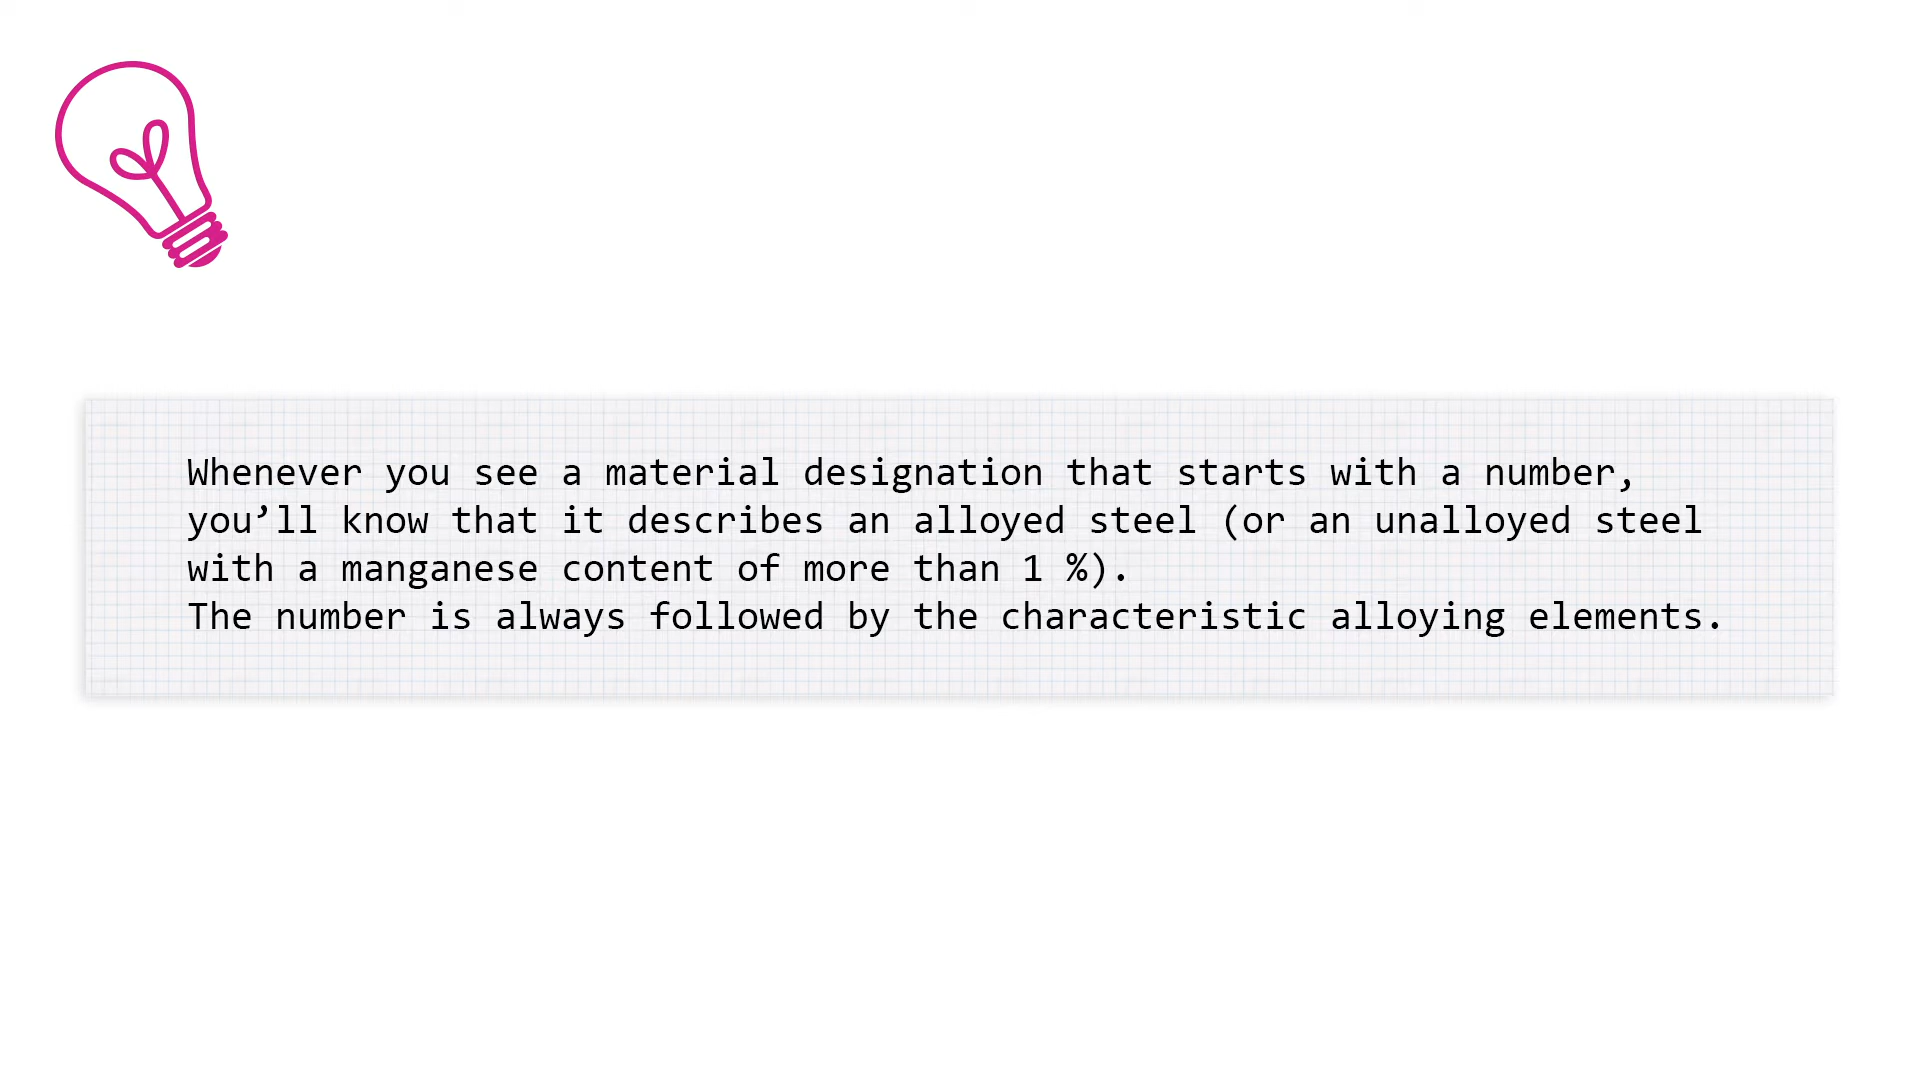 Whenever you see a material designation that starts with a number,
you’ll know that it describes an alloyed steel (or an unalloyed steel
with a manganese content of more than 1 %).
The number is always followed by the characteristic alloying elements.